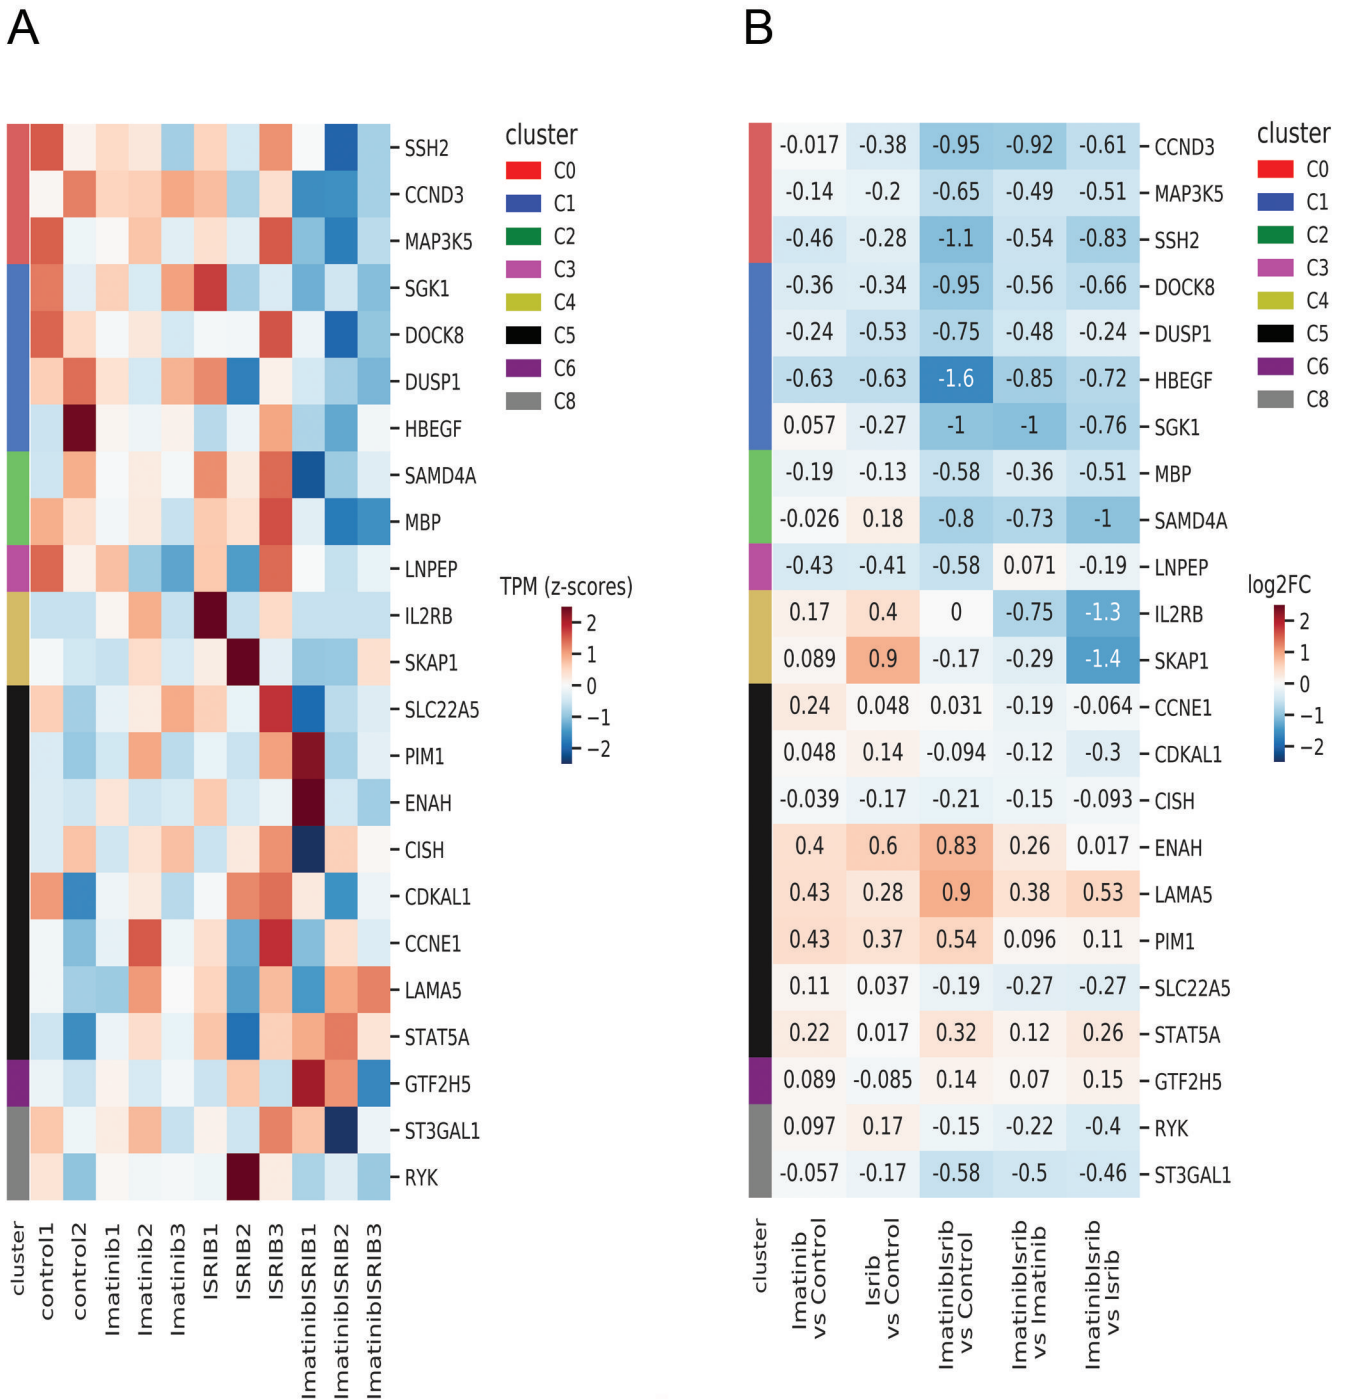 A
SSH2
CCND3
MAP3K5
SGK1
DOCK8
DUSP1
HBEGF
SAMD4A
MBP
LNPEP
IL2RB
SKAP1
SLC22A5
PIM1
ENAH
CISH
CDKAL1
CCNE1
LAMA5
STAT5A
GTF2H5
ST3GAL1
RYK
cluster
control1
control2
Imatinib1
Imatinib2
Imatinib3
ISRIB1
ISRIB2
ISRIB3
ImatinibISRIB1
ImatinibISRIB2
ImatinibISRIB3
cluster
C0
C1
C2
C3
C4
C5
C6
C8
TPM (z-scores)
2
1
0
−1
−2
B
-0.017 -0.38 -0.95 -0.92 -0.61 CCND3
-0.14 -0.2 -0.65 -0.49 -0.51 MAP3K5
-0.46 -0.28 -1.1 -0.54 -0.83 SSH2
-0.36 -0.34 -0.95 -0.56 -0.66 DOCK8
-0.24 -0.53 -0.75 -0.48 -0.24 DUSP1
-0.63 -0.63 -1.6 -0.85 -0.72 HBEGF
0.057 -0.27 -1 -1 -0.76 SGK1
-0.19 -0.13 -0.58 -0.36 -0.51 MBP
-0.026 0.18 -0.8 -0.73 -1 SAMD4A
-0.43 -0.41 -0.58 0.071 -0.19 LNPEP
0.17 0.4 0 -0.75 -1.3 IL2RB
0.089 0.9 -0.17 -0.29 -1.4 SKAP1
0.24 0.048 0.031 -0.19 -0.064 CCNE1
0.048 0.14 -0.094 -0.12 -0.3 CDKAL1
-0.039 -0.17 -0.21 -0.15 -0.093 CISH
0.4 0.6 0.83 0.26 0.017 ENAH
0.43 0.28 0.9 0.38 0.53 LAMA5
0.43 0.37 0.54 0.096 0.11 PIM1
0.11 0.037 -0.19 -0.27 -0.27 SLC22A5
0.22 0.017 0.32 0.12 0.26 STAT5A
0.089 -0.085 0.14 0.07 0.15 GTF2H5
0.097 0.17 -0.15 -0.22 -0.4 RYK
-0.057 -0.17 -0.58 -0.5 -0.46 ST3GAL1
cluster
Imatinib
vs Control
Isrib
vs Control
ImatinibIsrib
vs Control
ImatinibIsrib
vs Imatinib
ImatinibIsrib
vs Isrib
cluster
C0
C1
C2
C3
C4
C5
C6
C8
log2FC
2
1
0
−1
−2